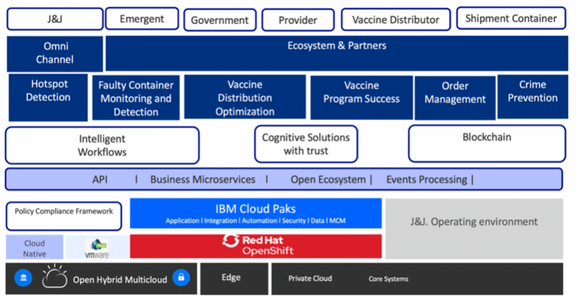 J&J
Emergent
Government
Provider
Vaccine Distributor
Shipment Container
Omni
Channel
Ecosystem & Partners
Hotspot
Detection
Faulty Container
Monitoring and
Detection
Vaccine
Distribution
Optimization
Vaccine
Program Success
Order
Management
Crime
Prevention
Intelligent
Workflows
Cognitive Solutions
with trust
Blockchain
API | Business Microservices | Open Ecosystem | Events Processing |
Policy Compliance Framework
IBM Cloud Paks
Application | Integration | Automation | Security | Data | MCM
J&J. Operating environment
Cloud
Native
vmware
Red Hat
OpenShift
Open Hybrid Multicloud
Edge
Private Cloud
Core Systems